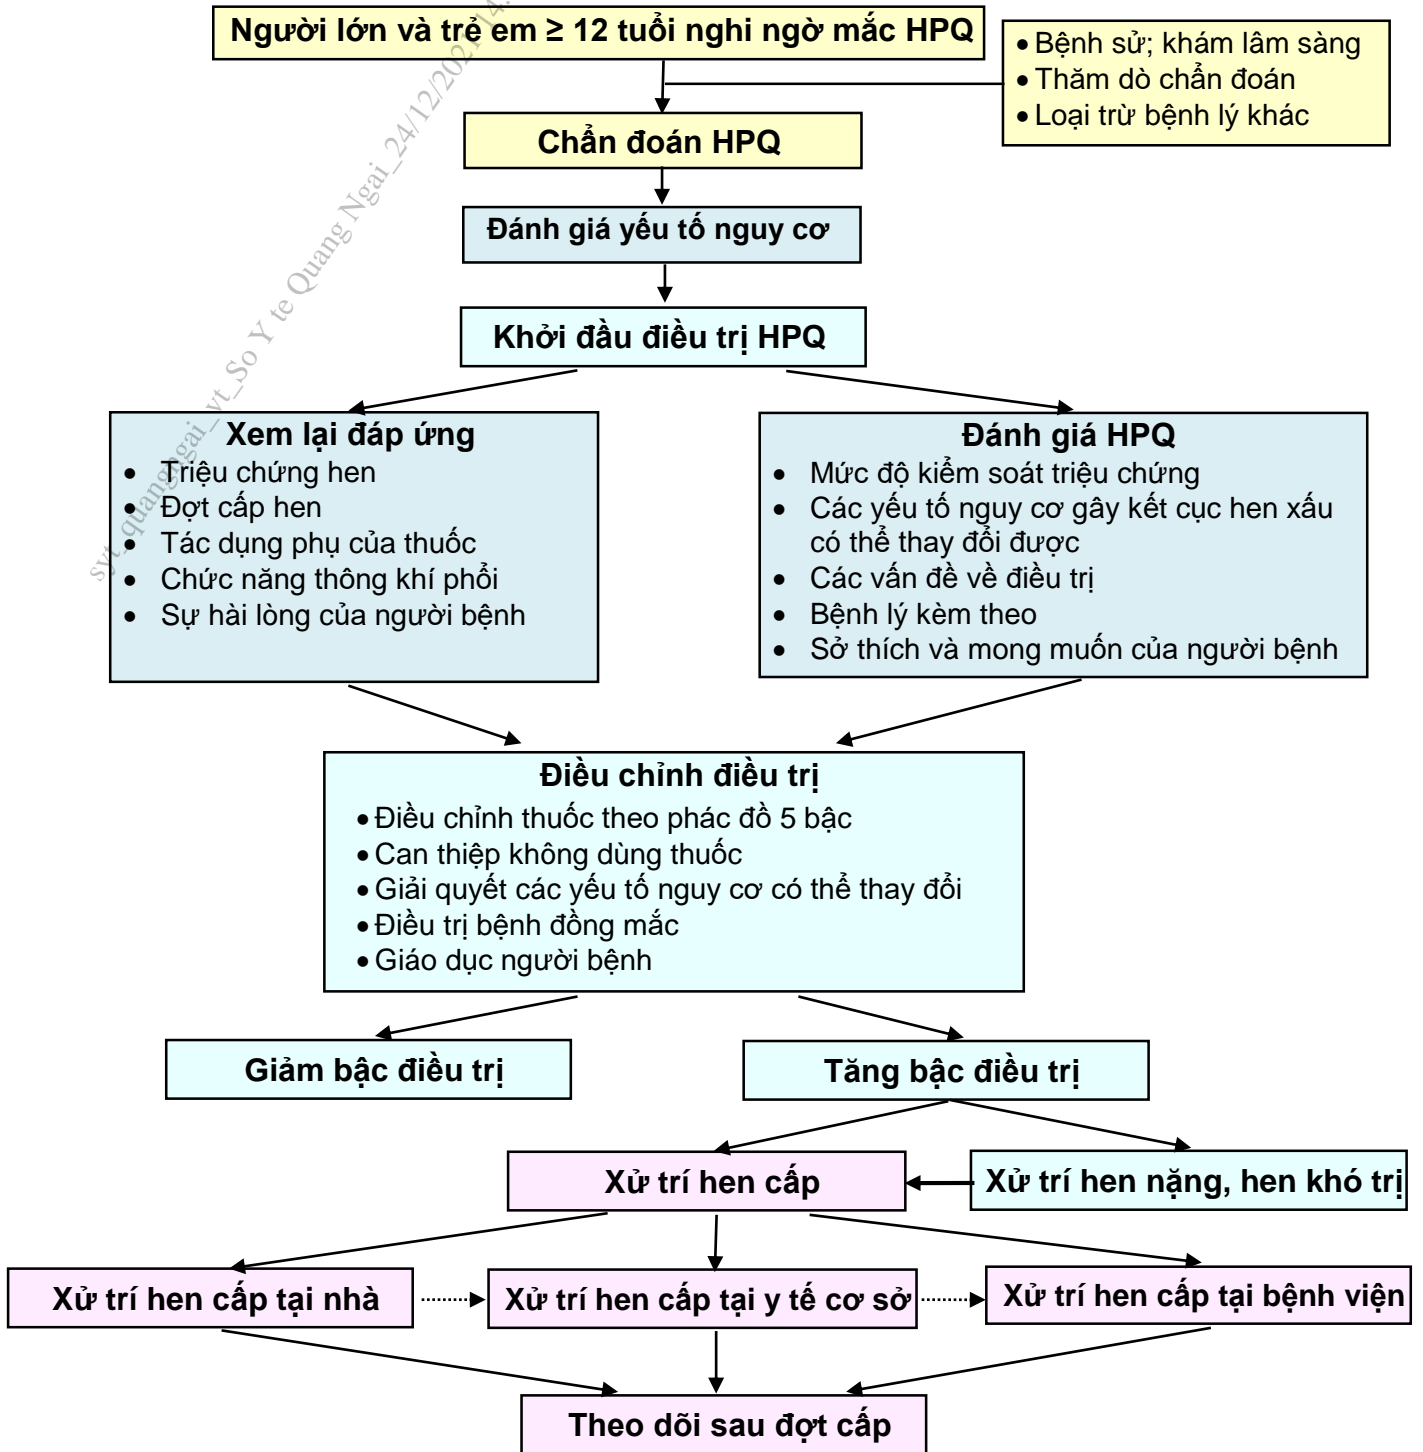 Người lớn và trẻ em ≥ 12 tuổi nghi ngờ mắc HPQ
• Bệnh sử; khám lâm sàng
• Thăm dò chẩn đoán
• Loại trừ bệnh lý khác
Chẩn đoán HPQ
Đánh giá yếu tố nguy cơ
Khởi đầu điều trị HPQ
Xem lại đáp ứng
• Triệu chứng hen
• Đợt cấp hen
• Tác dụng phụ của thuốc
• Chức năng thông khí phổi
• Sự hài lòng của người bệnh
Đánh giá HPQ
• Mức độ kiểm soát triệu chứng
• Các yếu tố nguy cơ gây kết cục hen xấu
có thể thay đổi được
• Các vấn đề về điều trị
• Bệnh lý kèm theo
• Sở thích và mong muốn của người bệnh
Điều chỉnh điều trị
• Điều chỉnh thuốc theo phác đồ 5 bậc
• Can thiệp không dùng thuốc
• Giải quyết các yếu tố nguy cơ có thể thay đổi
• Điều trị bệnh đồng mắc
• Giáo dục người bệnh
Giảm bậc điều trị
Tăng bậc điều trị
Xử trí hen cấp
Xử trí hen nặng, hen khó trị
Xử trí hen cấp tại nhà
Xử trí hen cấp tại y tế cơ sở
Xử trí hen cấp tại bệnh viện
Theo dõi sau đợt cấp
syt_quangngai_vt_So Y te Quang Ngai_24/12/2021 14: